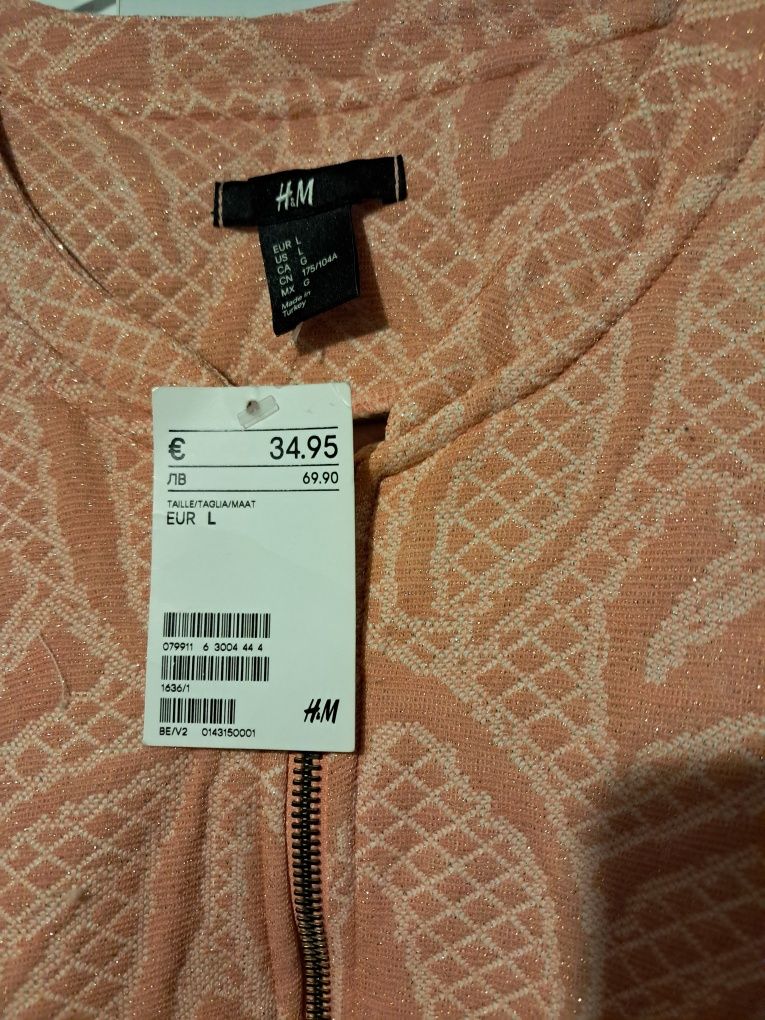 H&M
EUR L
US L
CA G
CN 175/104A
MX G
Made in
Turkey
€ 34.95
ЛВ 69.90
TAILLE/TAGLIA/MAAT
EUR L
079911 6 3004 44 4
1636/1
H&M
BE/V2 0143150001